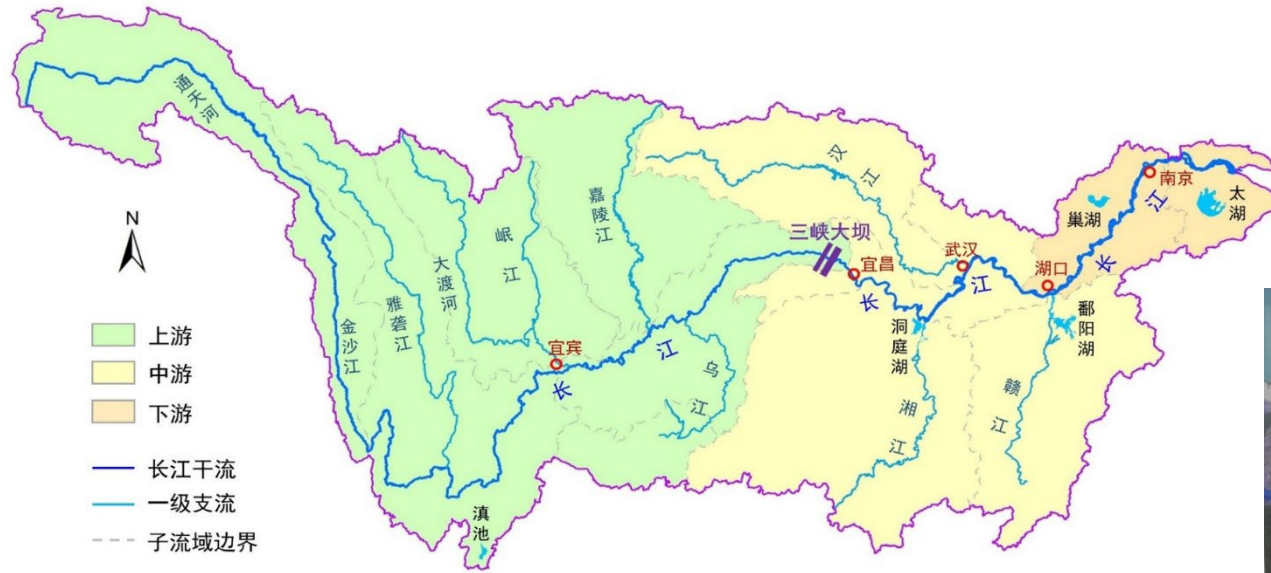 通天河
金沙江
雅砻江
大渡河
岷江
嘉陵江
宜宾
长江
乌江
滇池
三峡大坝
宜昌
汉江
武汉
长江
洞庭湖
湘江
湖口
鄱阳湖
赣江
长江
巢湖
南京
太湖
N
上游
中游
下游
长江干流
一级支流
子流域边界